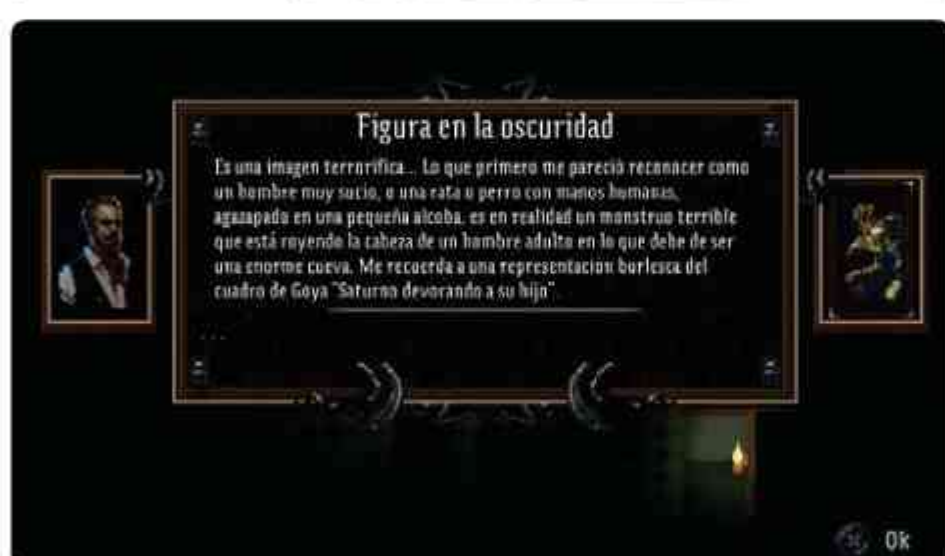 Figura en la oscuridad
Es una imagen terrorífica... Lo que primero me pareció reconocer como
un hombre muy sucio, o una rata o perro con manos humanas,
agazapado en una pequeña alcoba, es en realidad un monstruo terrible
que está royendo la cabeza de un hombre adulto en lo que debe de ser
una enorme cueva. Me recuerda a una representación burlesca del
cuadro de Goya "Saturno devorando a su hijo".
...
Ok